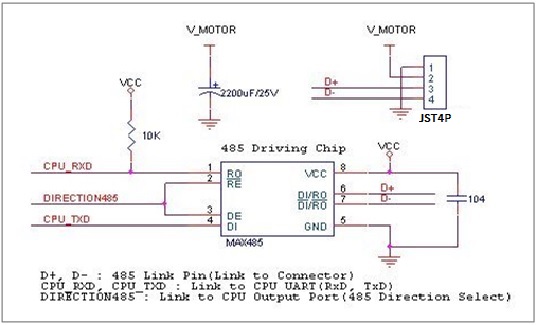 V_MOTOR V_MOTOR
VCC 2200uF/25V D+ 1
D- 2
3
4
10K JST4P
485 Driving Chip
VCC
CPU_RXD 1 RO VCC 8
2 RE
DIRECTION485 DI/RO 6 D+
DI/RO 7 D- 104
3 DE
CPU_TXD 4 DI GND 5
MAX485
D+, D- : 485 Link Pin(Link to Connector)
CPU_RXD, CPU_TXD : Link to CPU UART(RxD, TxD)
DIRECTION485 : Link to CPU Output Port(485 Direction Select)